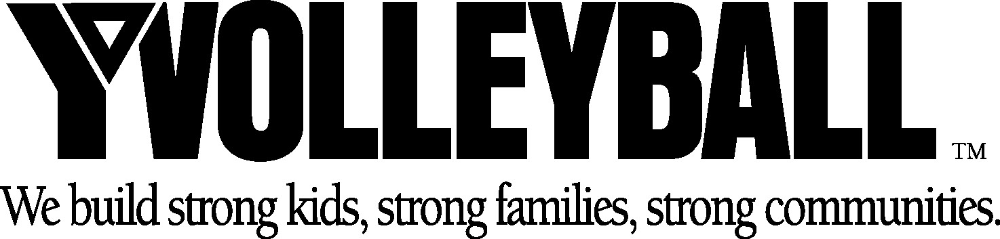 YVOLLEYBALL TM
We build strong kids, strong families, strong communities.